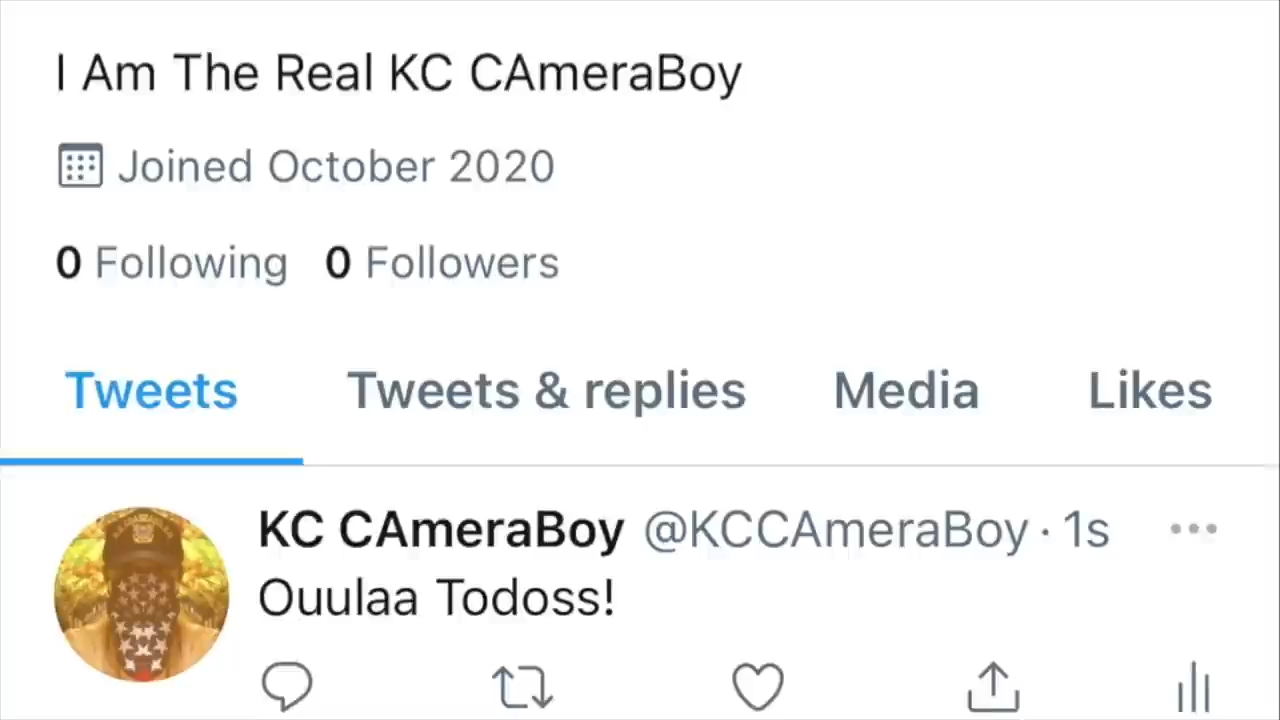 I Am The Real KC CAmeraBoy
Joined October 2020
0 Following 0 Followers
Tweets Tweets & replies Media Likes
KC CAmeraBoy @KCCAmeraBoy · 1s
Ouulaa Todoss!